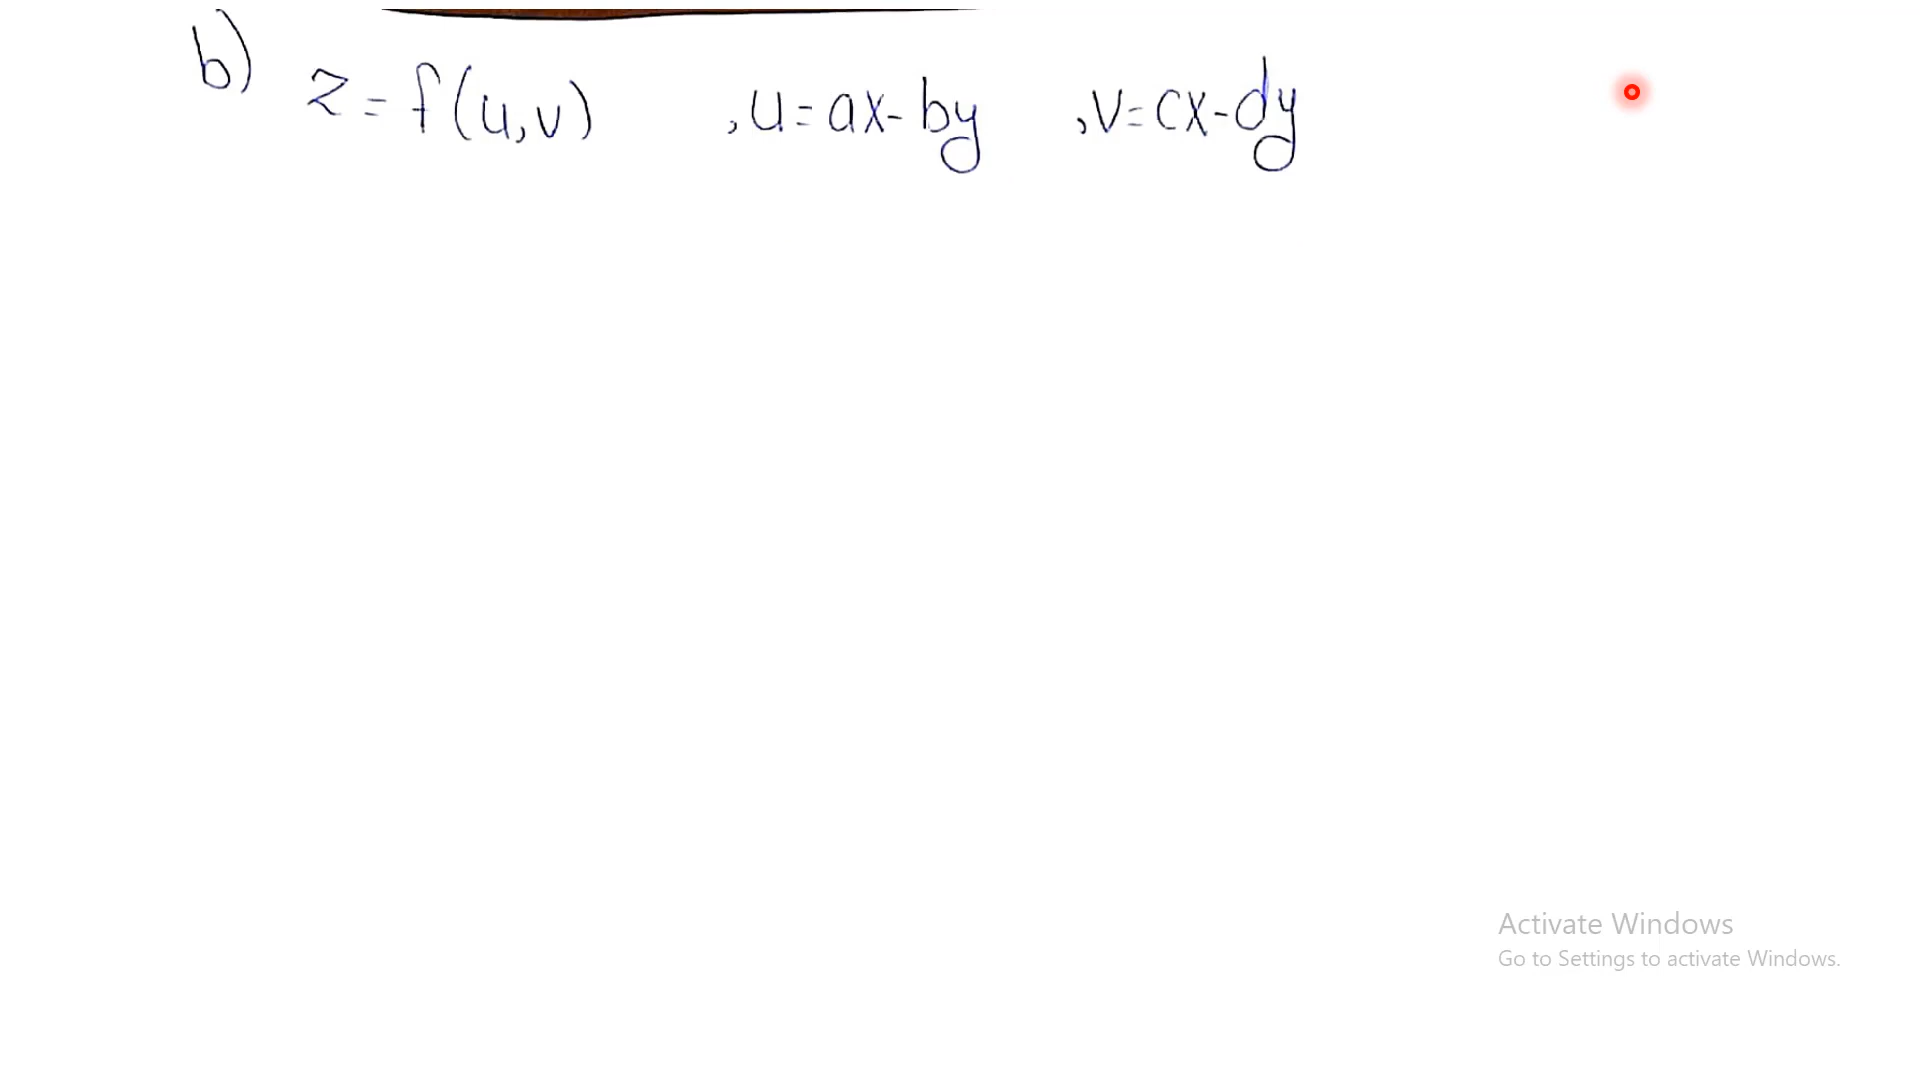 b) z = f(u,v) , u = ax - by , v = cx - dy
Activate Windows
Go to Settings to activate Windows.